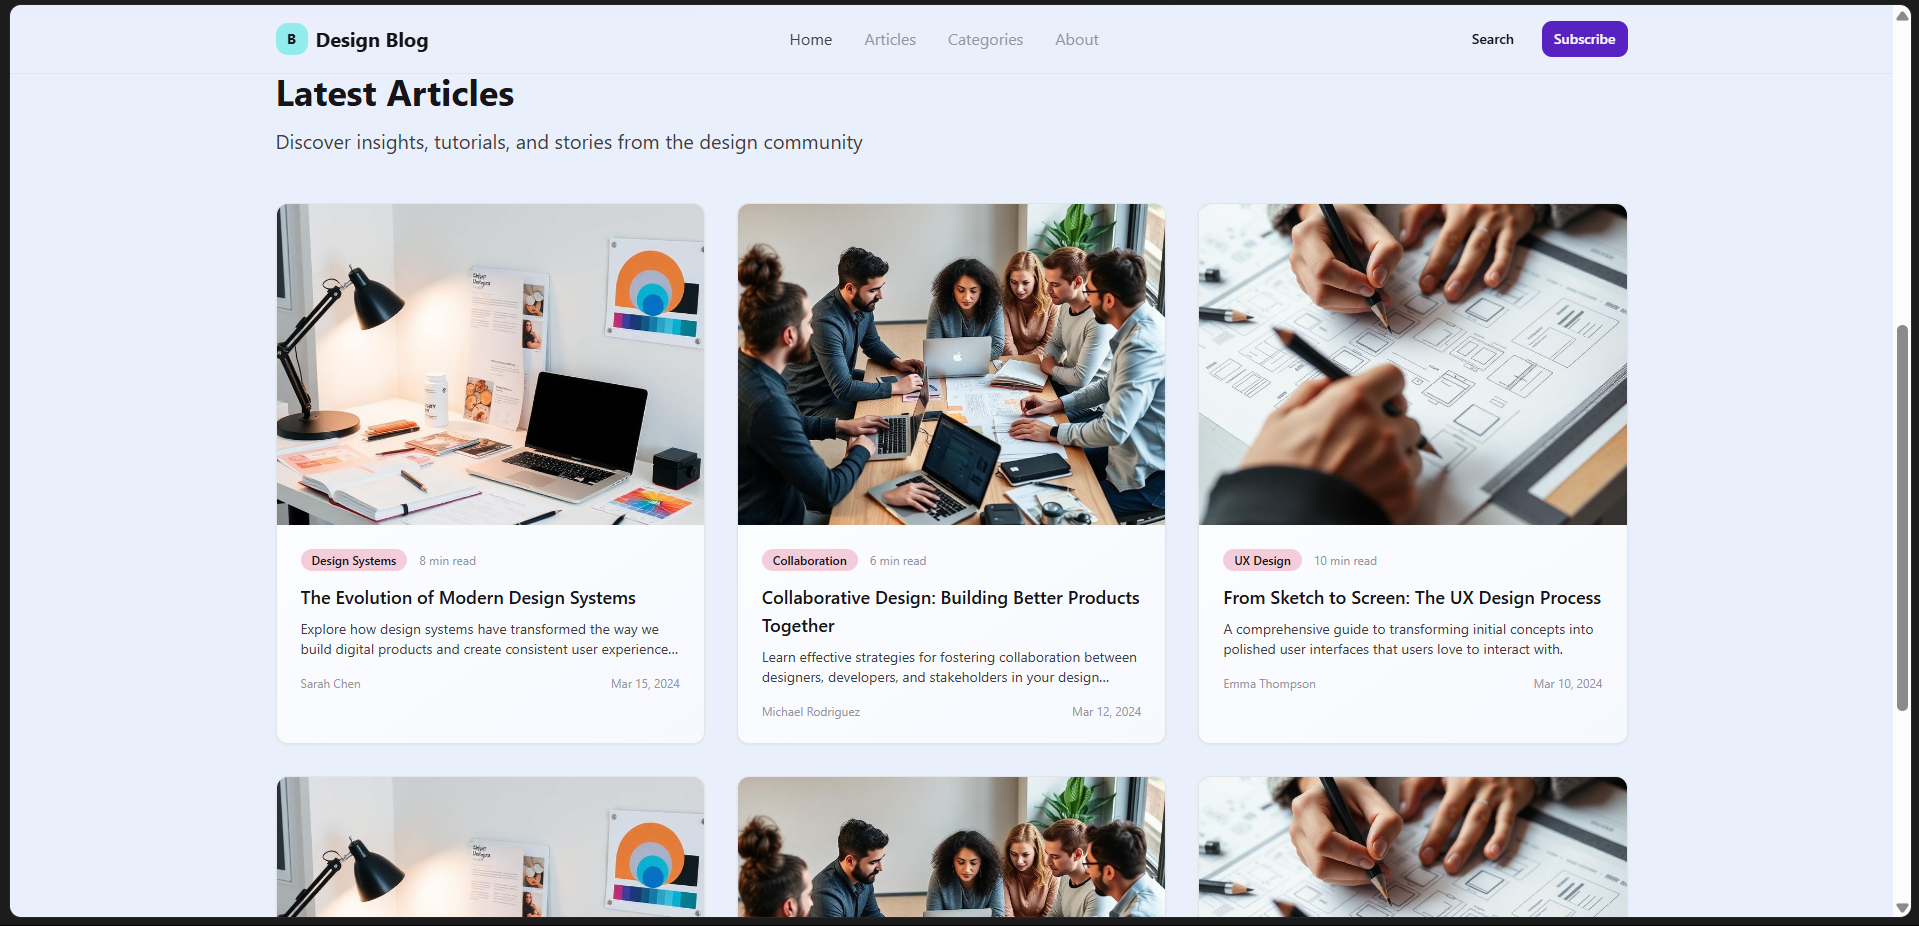 B Design Blog Home Articles Categories About Search Subscribe
Latest Articles
Discover insights, tutorials, and stories from the design community
Design Systems 8 min read
The Evolution of Modern Design Systems
Explore how design systems have transformed the way we
build digital products and create consistent user experience...
Sarah Chen Mar 15, 2024
Collaboration 6 min read
Collaborative Design: Building Better Products
Together
Learn effective strategies for fostering collaboration between
designers, developers, and stakeholders in your design...
Michael Rodriguez Mar 12, 2024
UX Design 10 min read
From Sketch to Screen: The UX Design Process
A comprehensive guide to transforming initial concepts into
polished user interfaces that users love to interact with.
Emma Thompson Mar 10, 2024